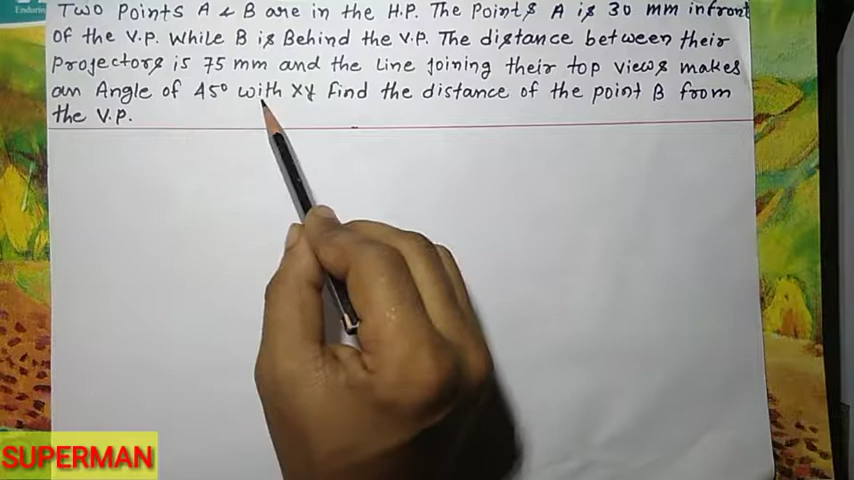 Enduring
Two Points A & B are in the H.P. The Points A is 30 mm infront
of the V.P. While B is Behind the V.P. The distance between their
Projectors is 75 mm and the Line Joining their top views makes
an Angle of 45° with XY find the distance of the point B from
the V.P.
SUPERMAN